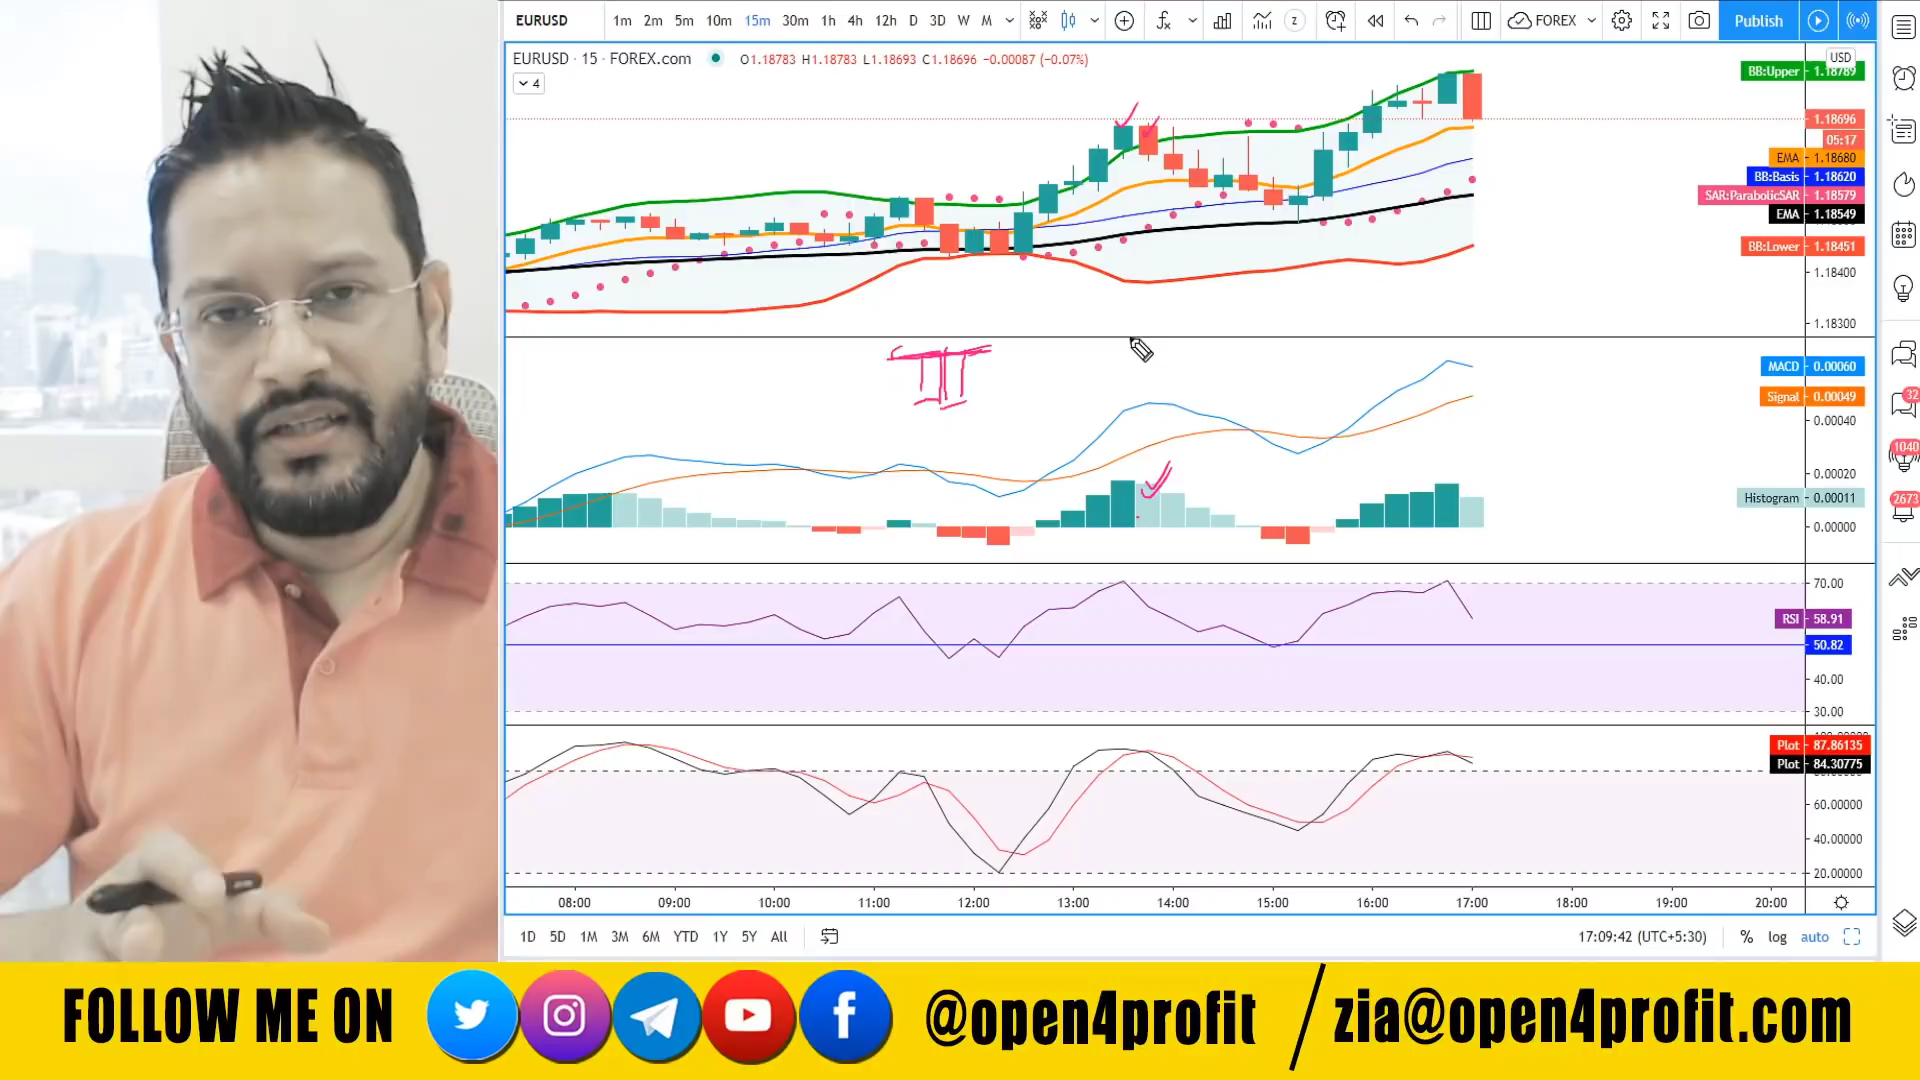 EURUSD 1m 2m 5m 10m 15m 30m 1h 4h 12h D 3D W M Z FOREX Publish
EURUSD · 15 · FOREX.com O1.18783 H1.18783 L1.18693 C1.18696 −0.00087 (−0.07%)
4
USD
BB:Upper 1.18789
1.18696
05:17
EMA 1.18680
BB:Basis 1.18620
SAR:ParabolicSAR 1.18579
EMA 1.18549
BB:Lower 1.18451
1.18400
1.18300
MACD 0.00060
Signal 0.00049
0.00040
0.00020
Histogram 0.00011
0.00000
32
1040
2673
70.00
RSI 58.91
50.82
40.00
30.00
Plot 87.86135
Plot 84.30775
60.00000
40.00000
20.00000
08:00 09:00 10:00 11:00 12:00 13:00 14:00 15:00 16:00 17:00 18:00 19:00 20:00
1D 5D 1M 3M 6M YTD 1Y 5Y All 17:09:42 (UTC+5:30) % log auto
FOLLOW ME ON @open4profit / zia@open4profit.com